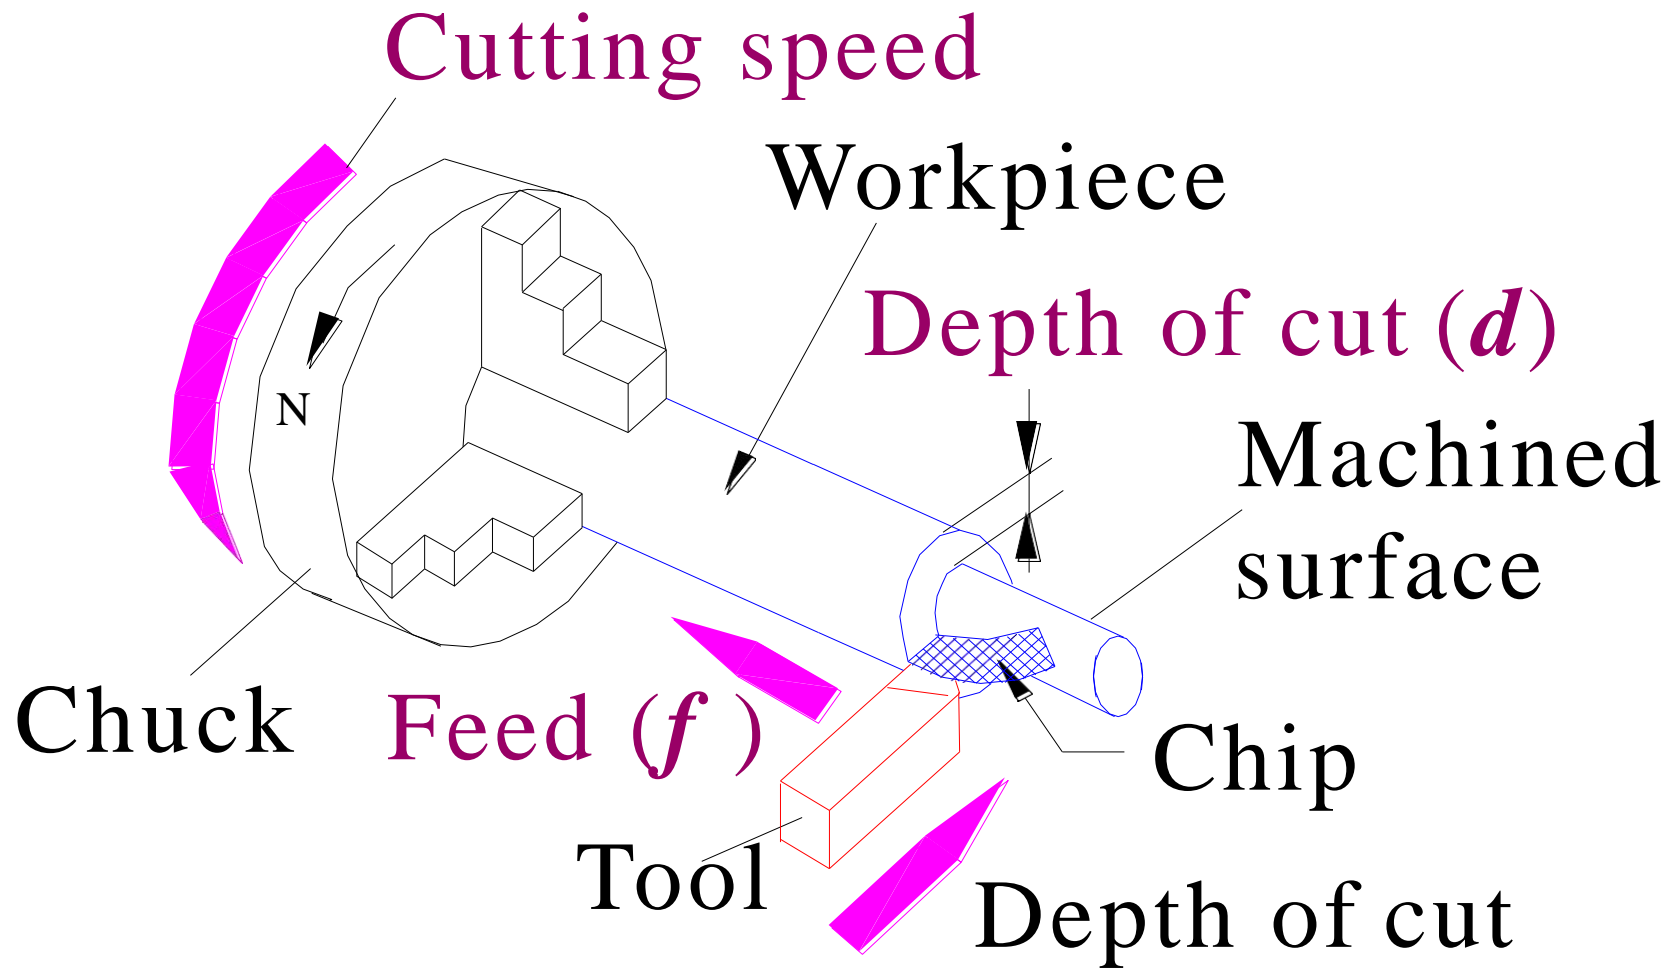 Cutting speed
Workpiece
Depth of cut (d)
N
Machined
surface
Chuck
Feed (f )
Chip
Tool
Depth of cut